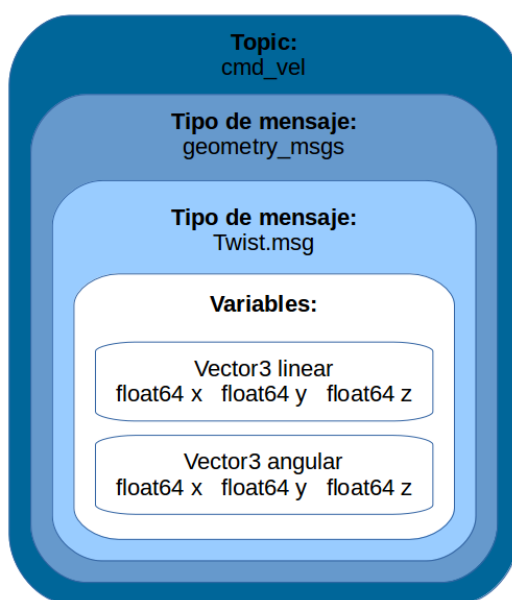 Topic:
cmd_vel
Tipo de mensaje:
geometry_msgs
Tipo de mensaje:
Twist.msg
Variables:
Vector3 linear
float64 x float64 y float64 z
Vector3 angular
float64 x float64 y float64 z